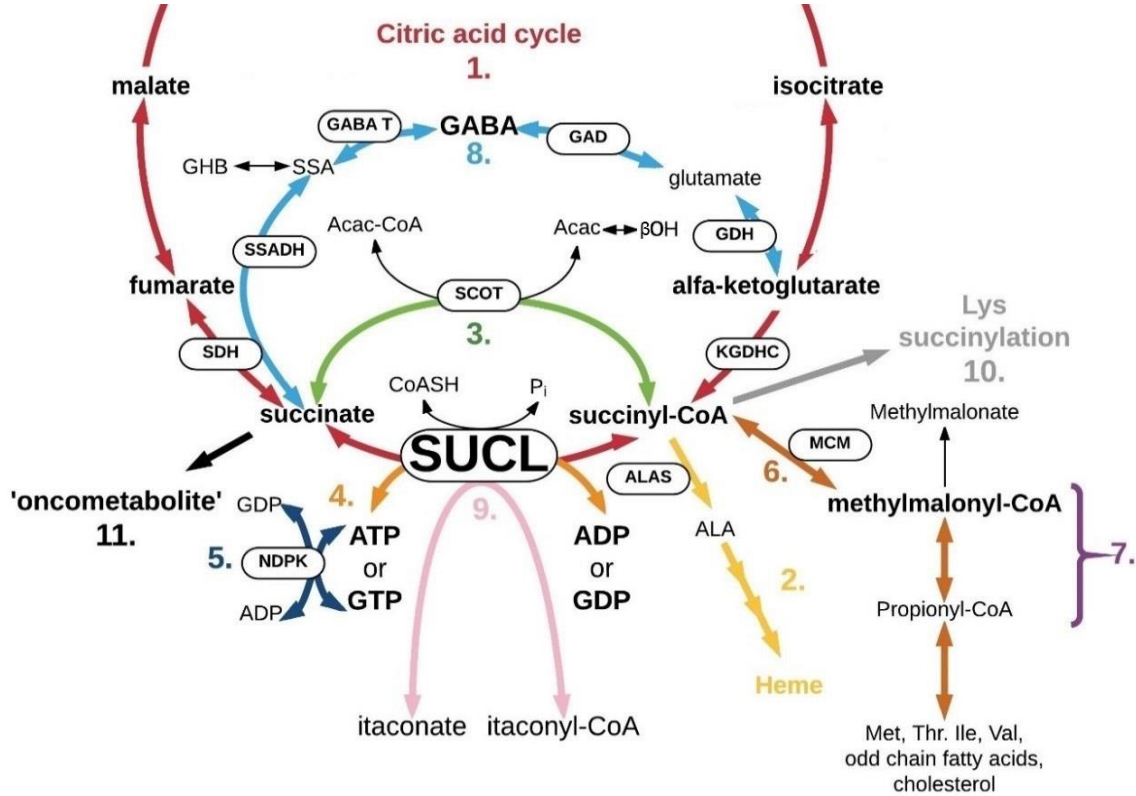 Citric acid cycle
1.
malate
isocitrate
GABA T
GABA
GAD
8.
GHB
SSA
glutamate
Acac-CoA
Acac
βOH
SSADH
GDH
fumarate
SCOT
alfa-ketoglutarate
3.
Lys
succinylation
10.
SDH
KGDHC
CoASH
Pi
succinate
succinyl-CoA
Methylmalonate
SUCL
MCM
6.
ALAS
'oncometabolite'
11.
4.
9.
methylmalonyl-CoA
GDP
ATP
or
GTP
ADP
or
GDP
ALA
5.
NDPK
7.
ADP
2.
Propionyl-CoA
Heme
itaconate
itaconyl-CoA
Met, Thr. Ile, Val,
odd chain fatty acids,
cholesterol